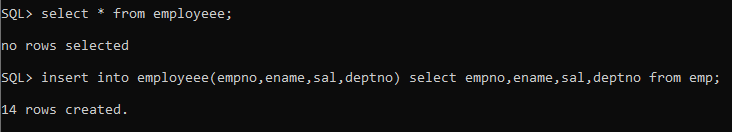 SQL> select * from employeee;
no rows selected
SQL> insert into employeee(empno,ename,sal,deptno) select empno,ename,sal,deptno from emp;
14 rows created.